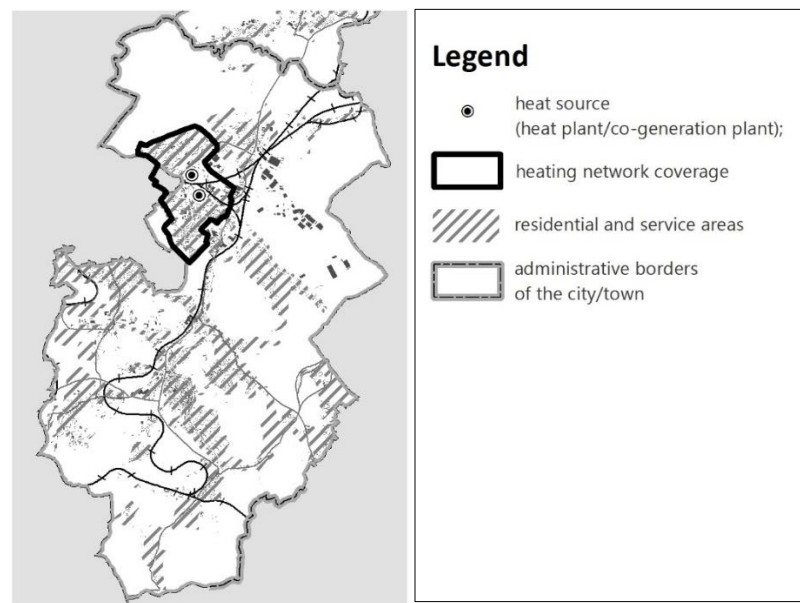 Legend
heat source
(heat plant/co-generation plant);
heating network coverage
residential and service areas
administrative borders
of the city/town